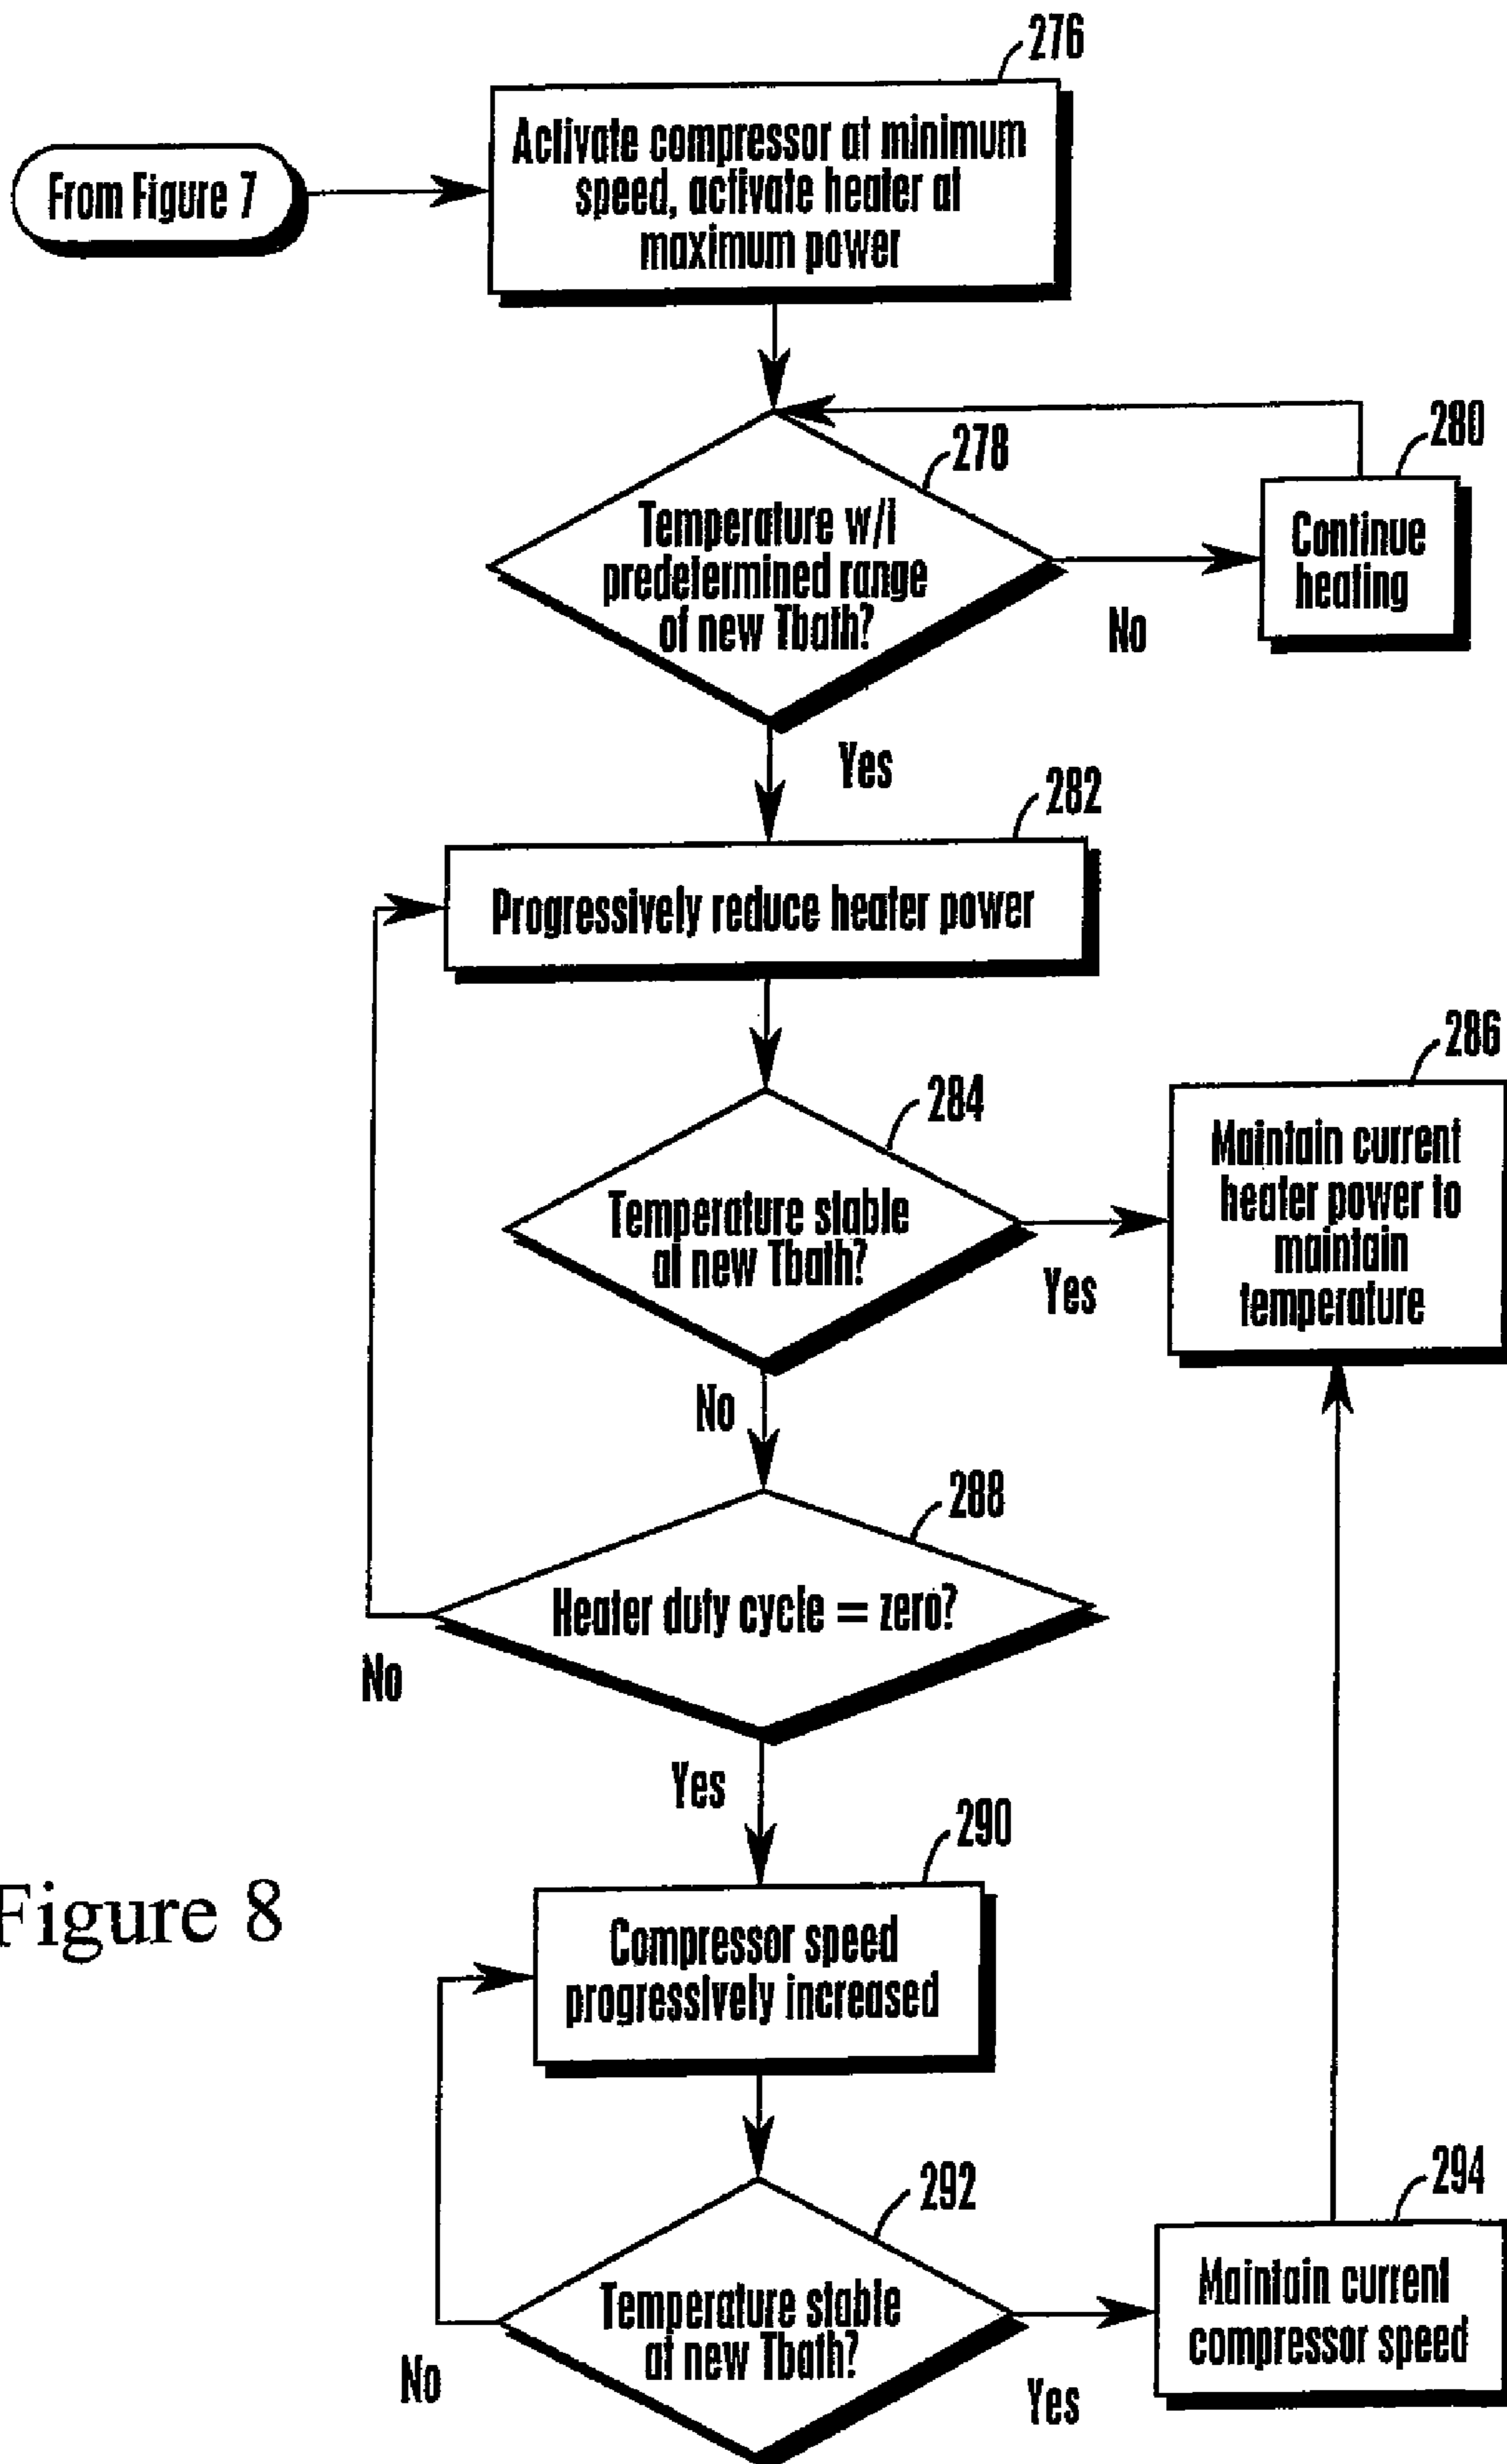 276
From Figure 7
Activate compressor at minimum
speed, activate heater at
maximum power
278
Temperature w/i
predetermined range
of new Tbath?
No
280
Continue
heating
Yes
282
Progressively reduce heater power
284
Temperature stable
at new Tbath?
Yes
286
Maintain current
heater power to
maintain
temperature
No
288
Heater duty cycle = zero?
No
Yes
290
Compressor speed
progressively increased
Figure 8
292
Temperature stable
at new Tbath?
No
Yes
294
Maintain current
compressor speed